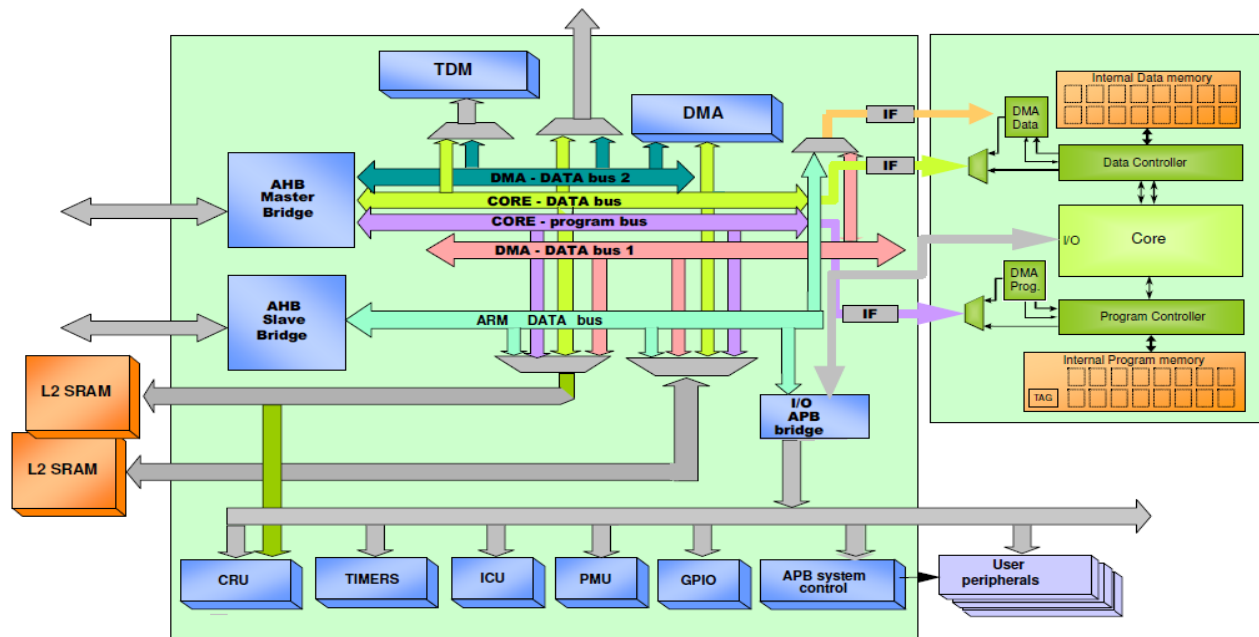 TDM
DMA
AHB
Master
Bridge
DMA - DATA bus 2
CORE - DATA bus
CORE - program bus
DMA - DATA bus 1
AHB
Slave
Bridge
ARM DATA bus
L2 SRAM
L2 SRAM
I/O
APB
bridge
CRU
TIMERS
ICU
PMU
GPIO
APB system
control
User
peripherals
IF
IF
IF
Internal Data memory
DMA
Data
Data Controller
I/O
Core
DMA
Prog.
Program Controller
Internal Program memory
TAG